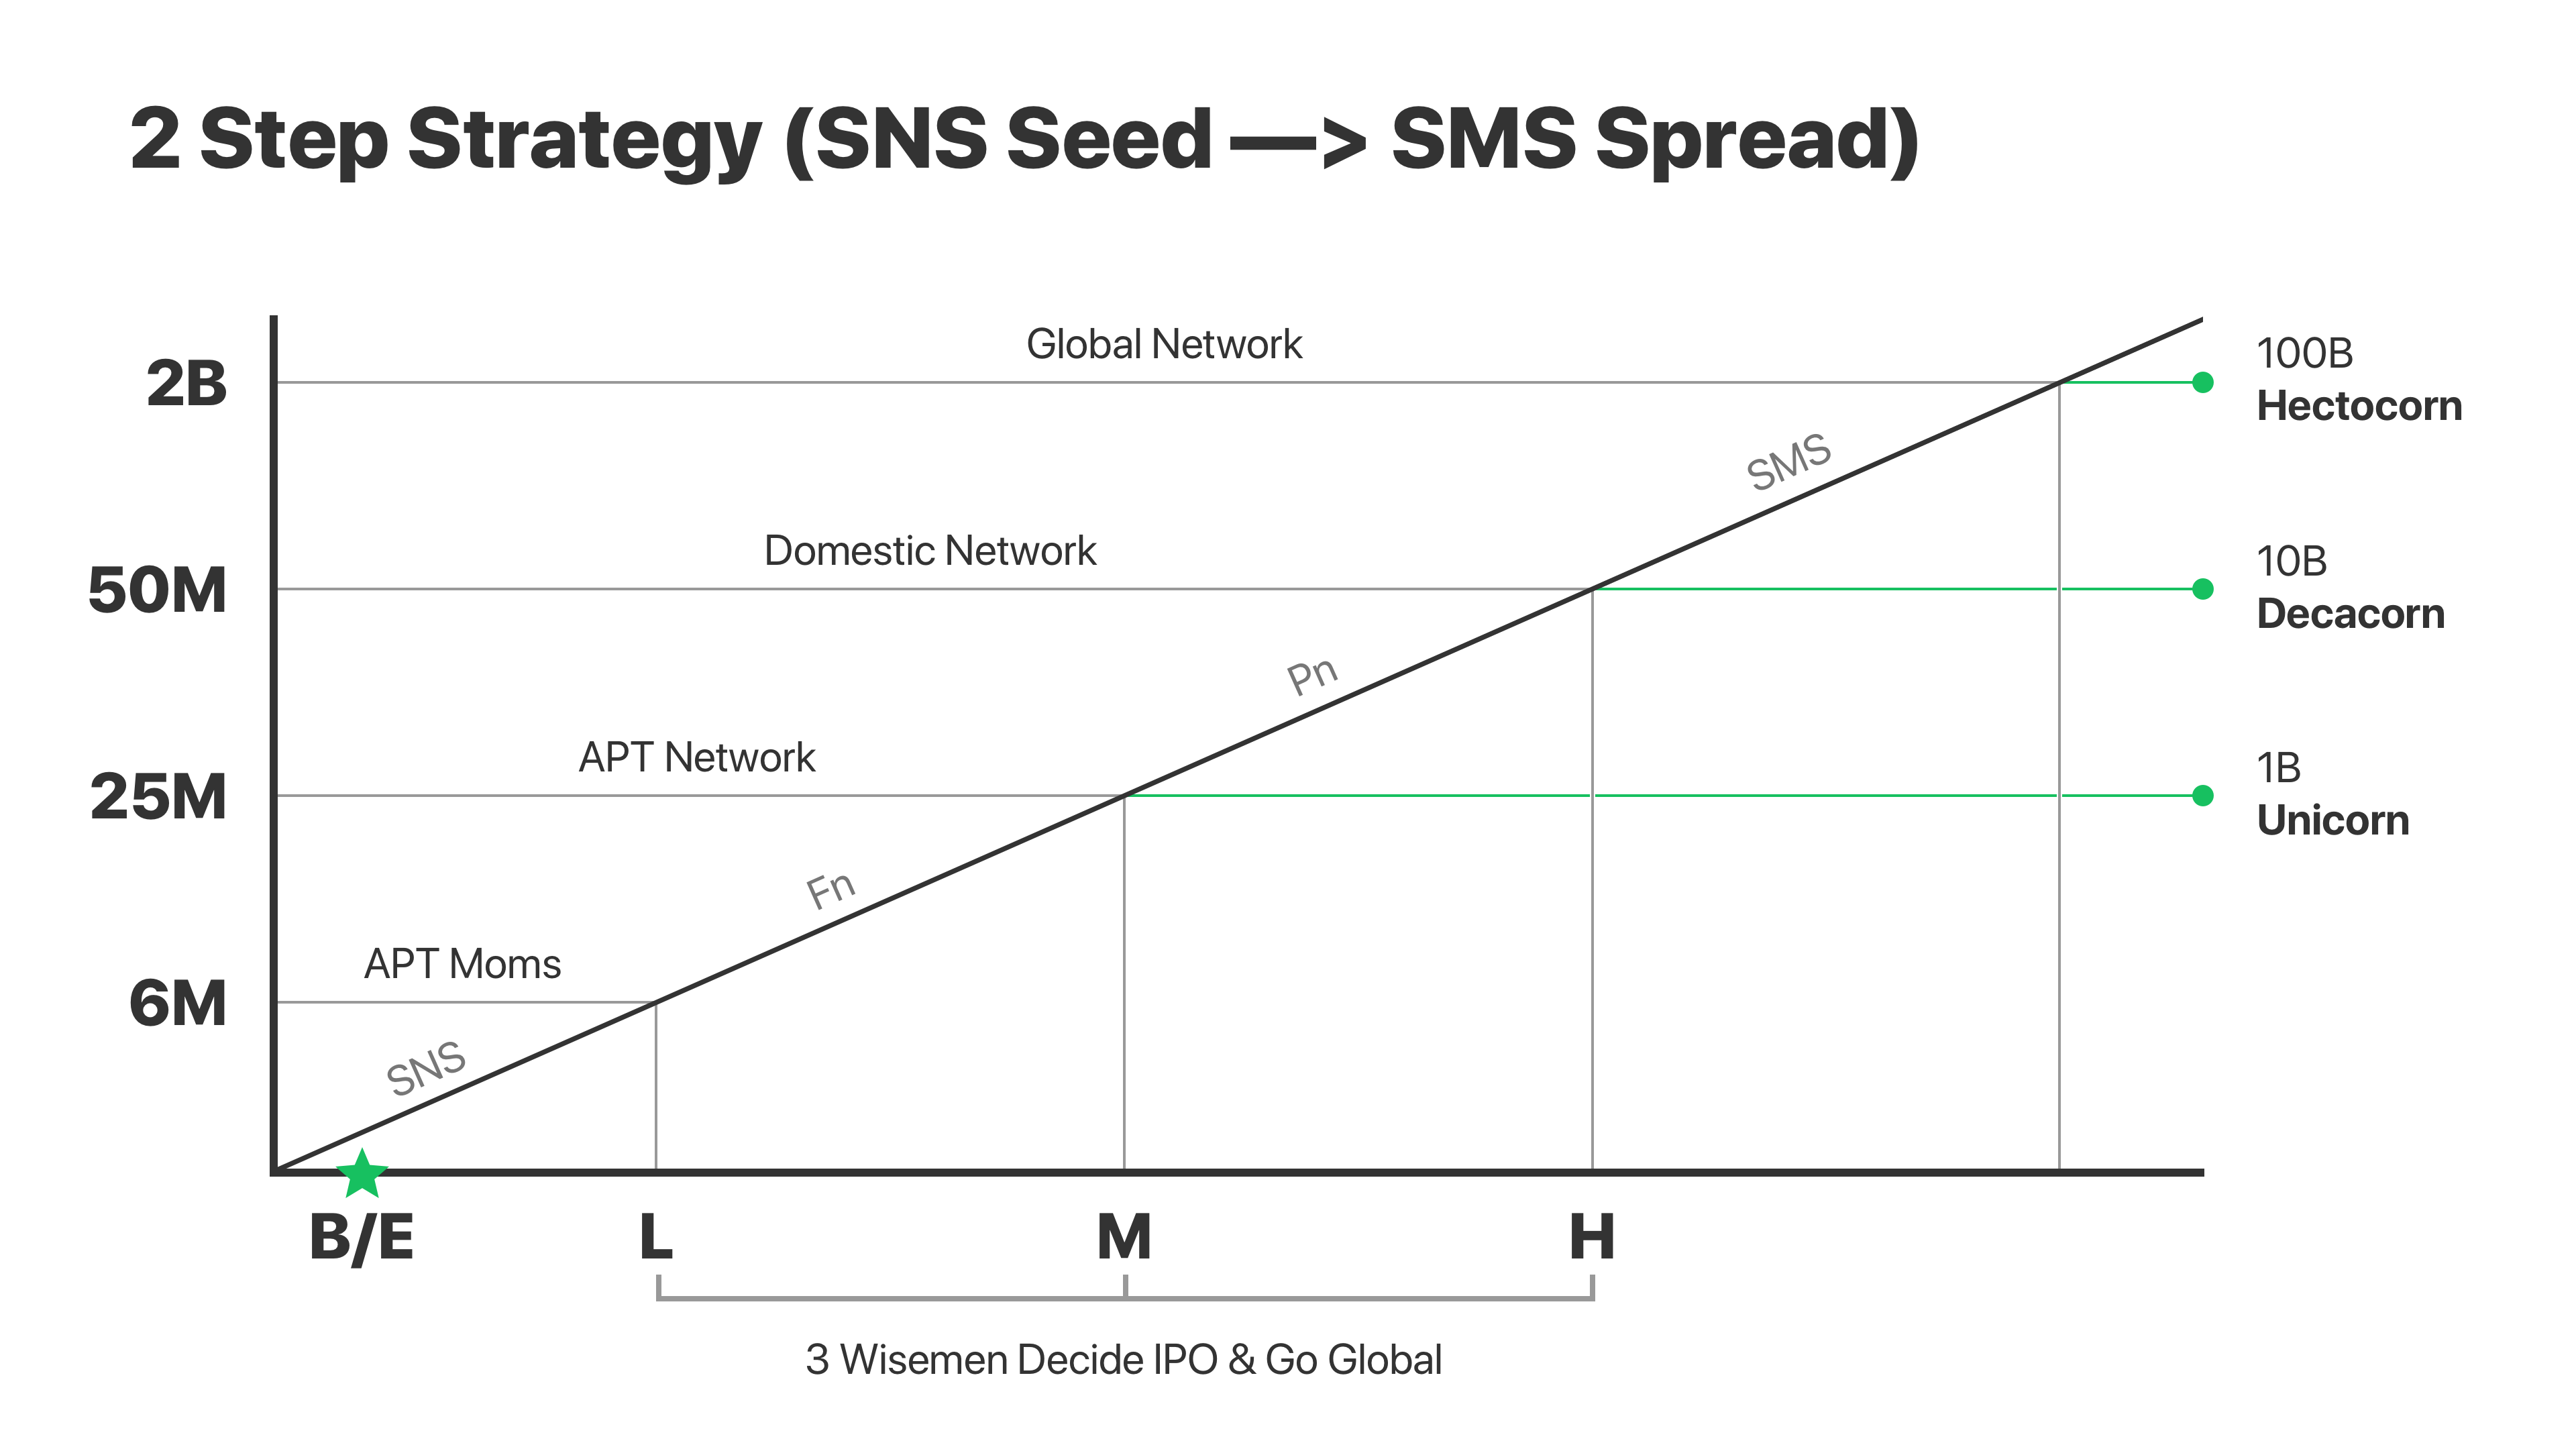 2 Step Strategy (SNS Seed —> SMS Spread)
2B
Global Network
100B
Hectocorn
SMS
50M
Domestic Network
10B
Decacorn
Pn
25M
APT Network
1B
Unicorn
Fn
6M
APT Moms
SNS
B/E
L
M
H
3 Wisemen Decide IPO & Go Global